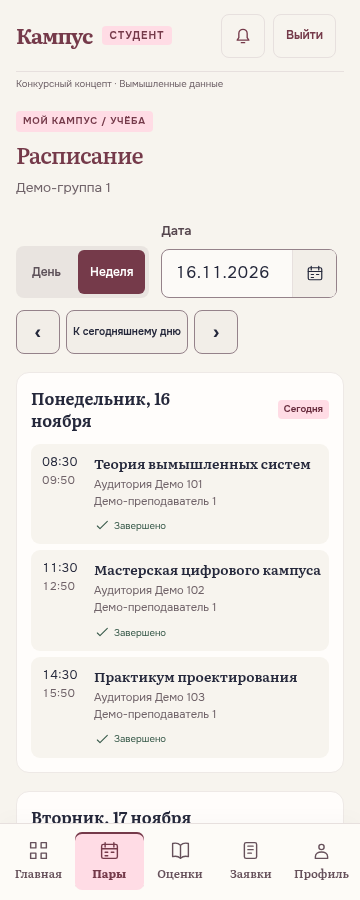 Кампус СТУДЕНТ Выйти
Конкурсный концепт · Вымышленные данные
МОЙ КАМПУС / УЧЁБА
Расписание
Демо-группа 1
Дата
День Неделя 16.11.2026
‹ К сегодняшнему дню ›
Понедельник, 16
ноября
Сегодня
08:30 Теория вымышленных систем
09:50 Аудитория Демо 101
Демо-преподаватель 1
Завершено
11:30 Мастерская цифрового кампуса
12:50 Аудитория Демо 102
Демо-преподаватель 1
Завершено
14:30 Практикум проектирования
15:50 Аудитория Демо 103
Демо-преподаватель 1
Завершено
Вторник, 17 ноября
Главная Пары Оценки Заявки Профиль